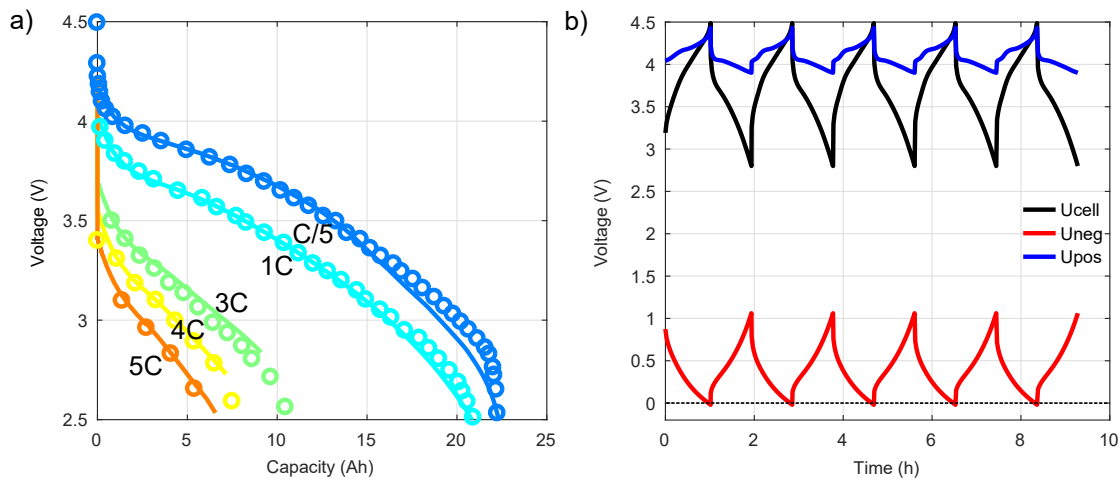 a)
4.5
4
3.5
3
2.5
Voltage (V)
C/5
1C
3C
4C
5C
0
5
10
15
20
25
Capacity (Ah)
b)
4.5
4
3.5
3
2.5
2
1.5
1
0.5
0
Voltage (V)
Ucell
Uneg
Upos
0
2
4
6
8
10
Time (h)